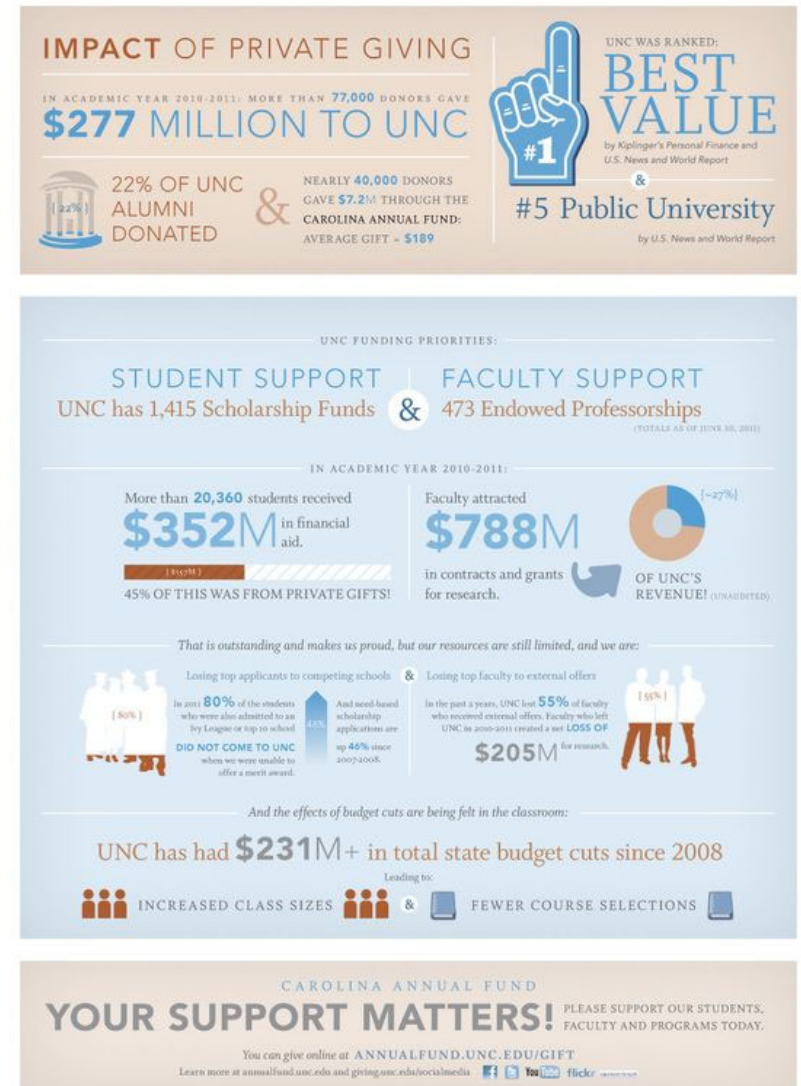 IMPACT OF PRIVATE GIVING
IN ACADEMIC YEAR 2010-2011: MORE THAN 77,000 DONORS GAVE
$277 MILLION TO UNC
[ 22% ]
22% OF UNC
ALUMNI
DONATED
&
NEARLY 40,000 DONORS
GAVE $7.2M THROUGH THE
CAROLINA ANNUAL FUND:
AVERAGE GIFT = $189
#1
UNC WAS RANKED:
BEST
VALUE
by Kiplinger's Personal Finance and
U.S. News and World Report
&
#5 Public University
by U.S. News and World Report
UNC FUNDING PRIORITIES:
STUDENT SUPPORT
UNC has 1,415 Scholarship Funds
&
FACULTY SUPPORT
473 Endowed Professorships
(TOTALS AS OF JUNE 30, 2011)
IN ACADEMIC YEAR 2010-2011:
More than 20,360 students received
$352M in financial
aid.
[ $157M ]
45% OF THIS WAS FROM PRIVATE GIFTS!
Faculty attracted
$788M
in contracts and grants
for research.
[~27%]
OF UNC'S
REVENUE! (UNAUDITED)
That is outstanding and makes us proud, but our resources are still limited, and we are:
Losing top applicants to competing schools
&
Losing top faculty to external offers
[ 80% ]
In 2011 80% of the students
who were also admitted to an
Ivy League or top 10 school
DID NOT COME TO UNC
when we were unable to
offer a merit award.
46%
And need-based
scholarship
applications are
up 46% since
2007-2008.
In the past 2 years, UNC lost 55% of faculty
who received external offers. Faculty who left
UNC in 2010-2011 created a net LOSS OF
$205M for research.
[ 55% ]
And the effects of budget cuts are being felt in the classroom:
UNC has had $231M+ in total state budget cuts since 2008
Leading to:
INCREASED CLASS SIZES
&
FEWER COURSE SELECTIONS
CAROLINA ANNUAL FUND
YOUR SUPPORT MATTERS!
PLEASE SUPPORT OUR STUDENTS,
FACULTY AND PROGRAMS TODAY.
You can give online at ANNUALFUND.UNC.EDU/GIFT
Learn more at annualfund.unc.edu and giving.unc.edu/socialmedia
f
You Tube
flickr